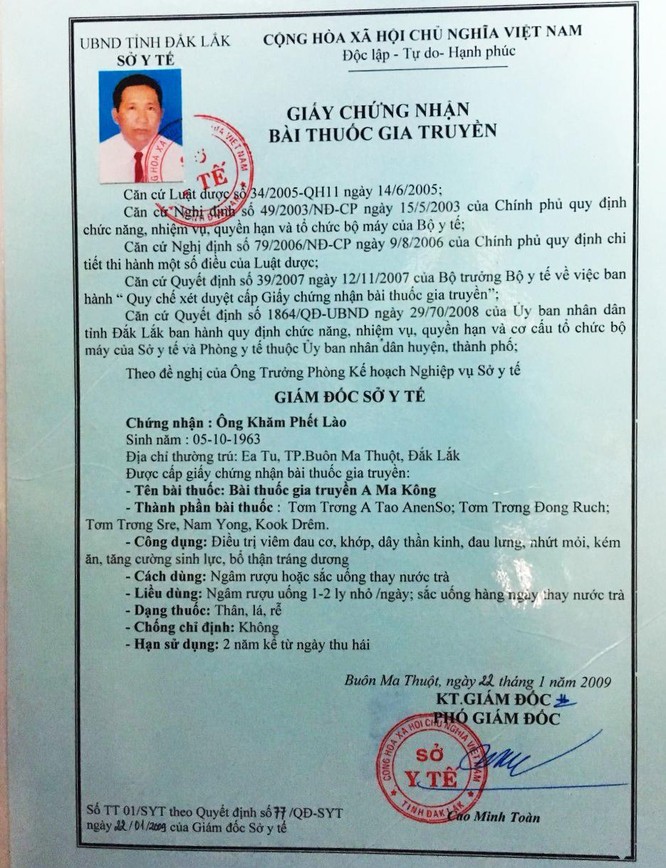 UBND TỈNH ĐẮK LẮK
SỞ Y TẾ
CỘNG HÒA XÃ HỘI CHỦ NGHĨA VIỆT NAM
Độc lập - Tự do- Hạnh phúc
GIẤY CHỨNG NHẬN
BÀI THUỐC GIA TRUYỀN
Căn cứ Luật dược số 34/2005-QH11 ngày 14/6/2005;
Căn cứ Nghị định số 49/2003/NĐ-CP ngày 15/5/2003 của Chính phủ quy định
chức năng, nhiệm vụ, quyền hạn và tổ chức bộ máy của Bộ y tế;
Căn cứ Nghị định số 79/2006/NĐ-CP ngày 9/8/2006 của Chính phủ quy định chi
tiết thi hành một số điều của Luật dược;
Căn cứ Quyết định số 39/2007 ngày 12/11/2007 của Bộ trưởng Bộ y tế về việc ban
hành “ Quy chế xét duyệt cấp Giấy chứng nhận bài thuốc gia truyền”;
Căn cứ Quyết định số 1864/QĐ-UBND ngày 29/70/2008 của Ủy ban nhân dân
tỉnh Đắk Lắk ban hành quy định chức năng, nhiệm vụ, quyền hạn và cơ cấu tổ chức bộ
máy của Sở y tế và Phòng y tế thuộc Ủy ban nhân dân huyện, thành phố;
Theo đề nghị của Ông Trưởng Phòng Kế hoạch Nghiệp vụ Sở y tế
GIÁM ĐỐC SỞ Y TẾ
Chứng nhận : Ông Khăm Phết Lào
Sinh năm : 05-10-1963
Địa chỉ thường trú: Ea Tu, TP.Buôn Ma Thuột, Đắk Lắk
Được cấp giấy chứng nhận bài thuốc gia truyền:
- Tên bài thuốc: Bài thuốc gia truyền A Ma Kông
- Thành phần bài thuốc : Tơm Trơng A Tao AnenSo; Tơm Trơng Đong Ruch;
Tơm Trơng Sre, Nam Yong, Kook Drêm.
- Công dụng: Điều trị viêm đau cơ, khớp, dây thần kinh, đau lưng, nhứt mỏi, kém
ăn, tăng cường sinh lực, bổ thận tráng dương
- Cách dùng: Ngâm rượu hoặc sắc uống thay nước trà
- Liều dùng: Ngâm rượu uống 1-2 ly nhỏ /ngày; sắc uống hàng ngày thay nước trà
- Dạng thuốc: Thân, lá, rễ
- Chống chỉ định: Không
- Hạn sử dụng: 2 năm kể từ ngày thu hái
Buôn Ma Thuột, ngày 22 tháng 1 năm 2009
KT.GIÁM ĐỐC
PHÓ GIÁM ĐỐC
CỘNG HÒA XÃ HỘI CHỦ NGHĨA VIỆT NAM
SỞ
Y TẾ
TỈNH ĐẮK LẮK
Cao Minh Toàn
Số TT 01/SYT theo Quyết định số 77/QĐ-SYT
ngày 22/01/2009 của Giám đốc Sở y tế